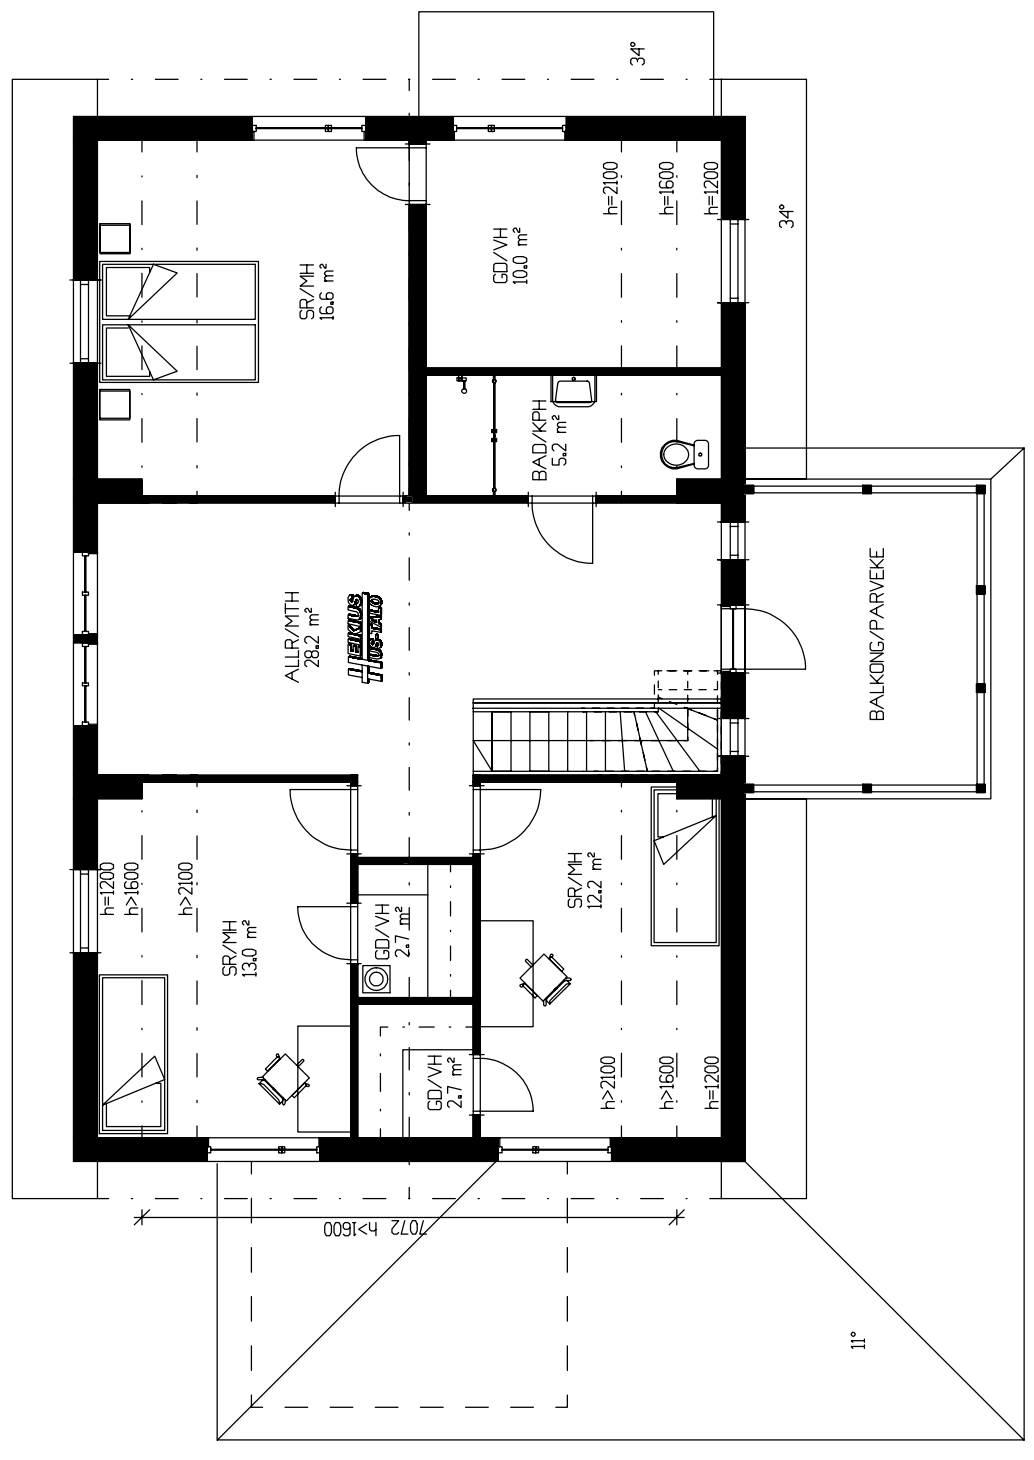 34°
34°
h=2100
h=1600
h=1200
GD/VH
10.0 m²
SR/MH
16.6 m²
BAD/KPH
5.2 m²
ALLR/MTH
28.2 m²
HEIKIUS
HUS-TALO
BALKONG/PARVEKE
h=1200
h>1600
h>2100
SR/MH
13.0 m²
GD/VH
2.7 m²
SR/MH
12.2 m²
GD/VH
2.7 m²
h>2100
h>1600
h=1200
7072 h>1600
11°